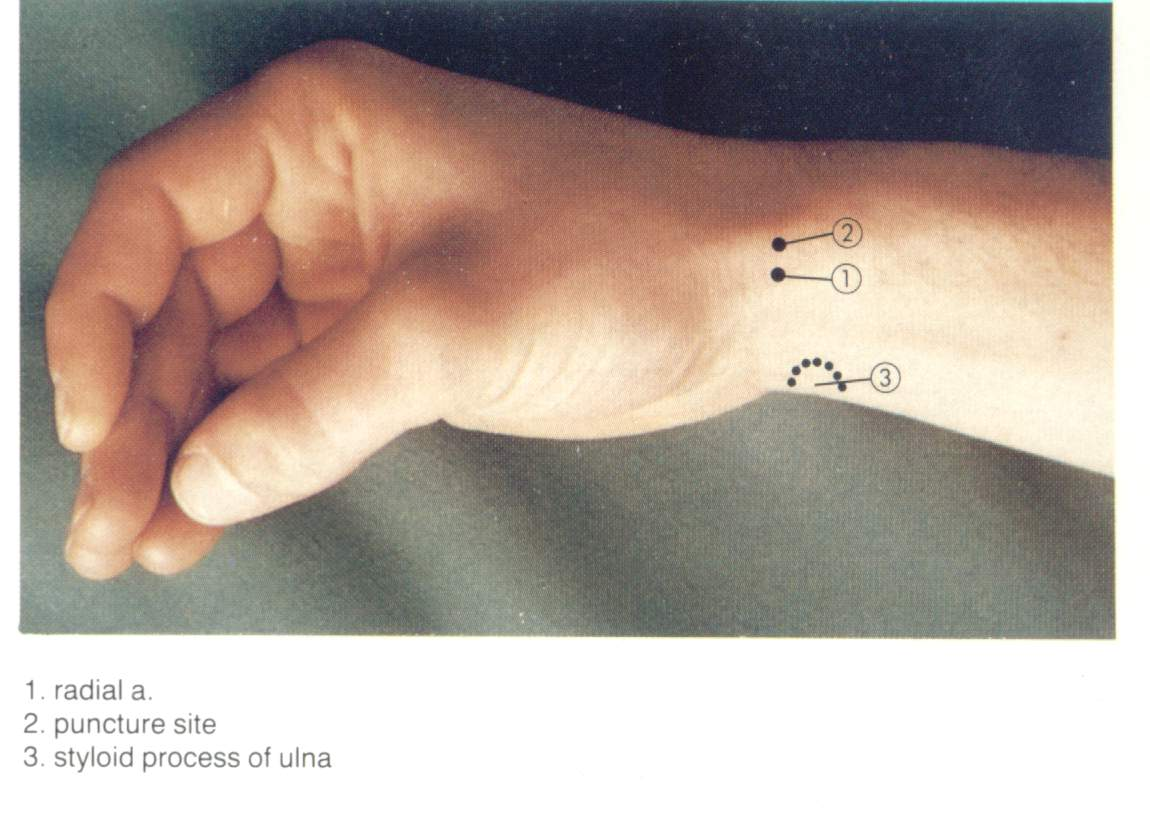 2
1
3
1. radial a.
2. puncture site
3. styloid process of ulna